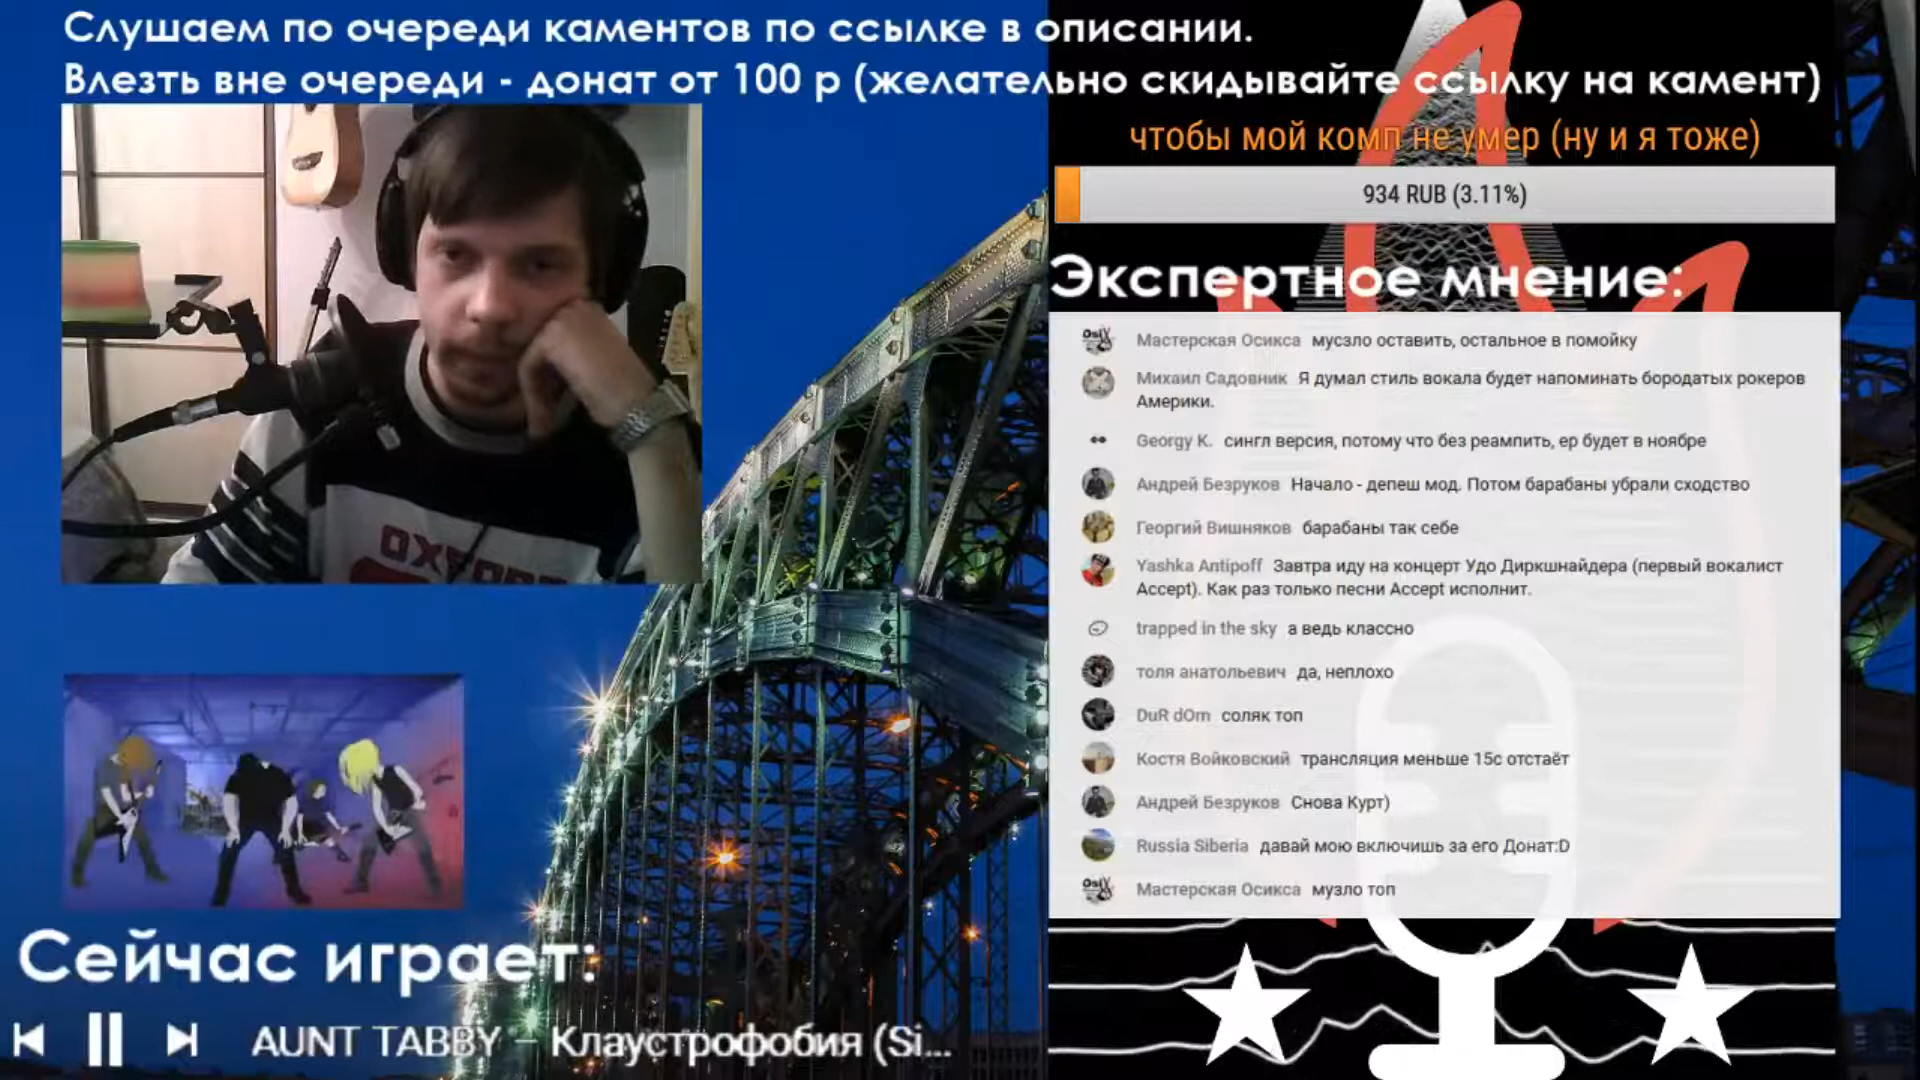 Слушаем по очереди каментов по ссылке в описании.
Влезть вне очереди - донат от 100 р (желательно скидывайте ссылку на камент)
чтобы мой комп не умер (ну и я тоже)
934 RUB (3.11%)
Экспертное мнение:
Мастерская Осикса мусзло оставить, остальное в помойку
Михаил Садовник Я думал стиль вокала будет напоминать бородатых рокеров
Америки.
Georgy K. сингл версия, потому что без реампить, ер будет в ноябре
Андрей Безруков Начало - депеш мод. Потом барабаны убрали сходство
Георгий Вишняков барабаны так себе
Yashka Antipoff Завтра иду на концерт Удо Диркшнайдера (первый вокалист
Accept). Как раз только песни Accept исполнит.
trapped in the sky а ведь классно
толя анатольевич да, неплохо
DuR dOm соляк топ
Костя Войковский трансляция меньше 15с отстаёт
Андрей Безруков Снова Курт)
Russia Siberia давай мою включишь за его Донат:D
Мастерская Осикса музло топ
OXFORD
Сейчас играет:
AUNT TABBY - Клаустрофобия (Si...